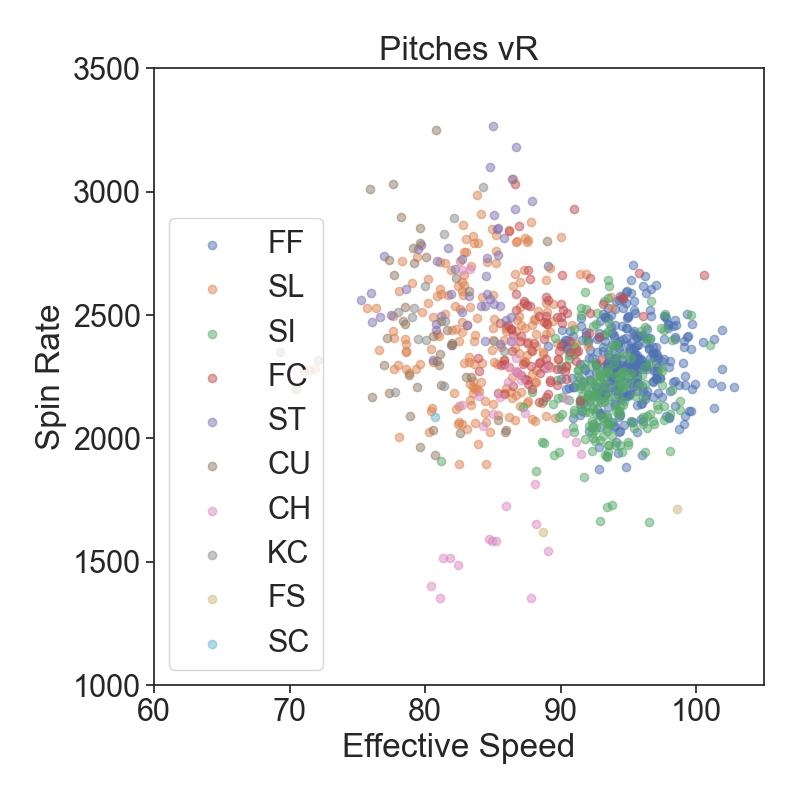 Pitches vR
3500
3000
2500
2000
1500
1000
Spin Rate
FF
SL
SI
FC
ST
CU
CH
KC
FS
SC
60 70 80 90 100
Effective Speed